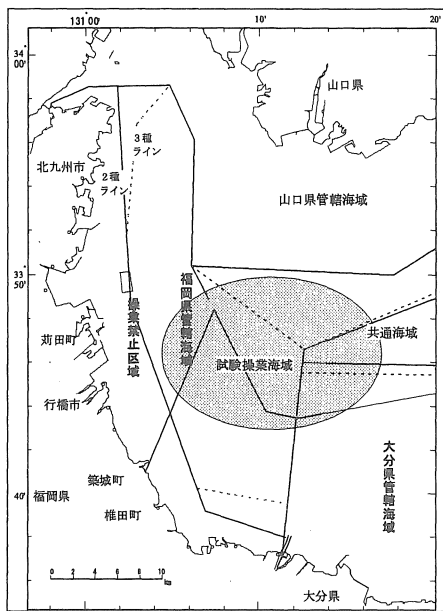 131 00'
10'
20'
34°
00'
山口県
北九州市
3種
ライン
2種
ライン
山口県管轄海域
33
50'
操業禁止区域
福岡県管轄海域
共通海域
苅田町
試験操業海域
行橋市
大分県管轄海域
築城町
40'
福岡県
椎田町
0 2 4 6 8 10
大分県